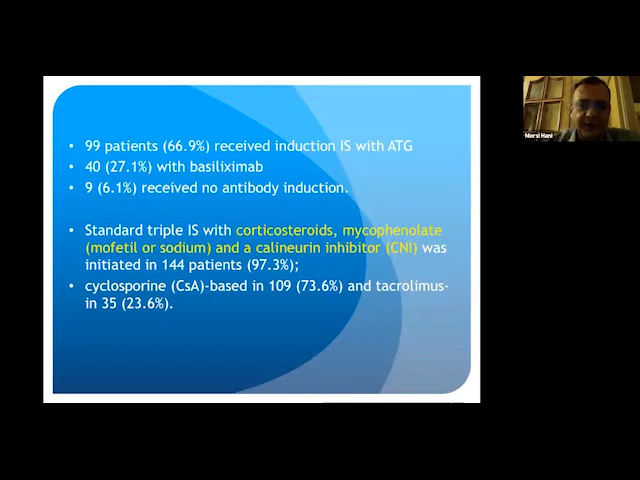 • 99 patients (66.9%) received induction IS with ATG
• 40 (27.1%) with basiliximab
• 9 (6.1%) received no antibody induction.
• Standard triple IS with corticosteroids, mycophenolate
(mofetil or sodium) and a calineurin inhibitor (CNI) was
initiated in 144 patients (97.3%);
• cyclosporine (CsA)-based in 109 (73.6%) and tacrolimus-
in 35 (23.6%).
Morsi Hani